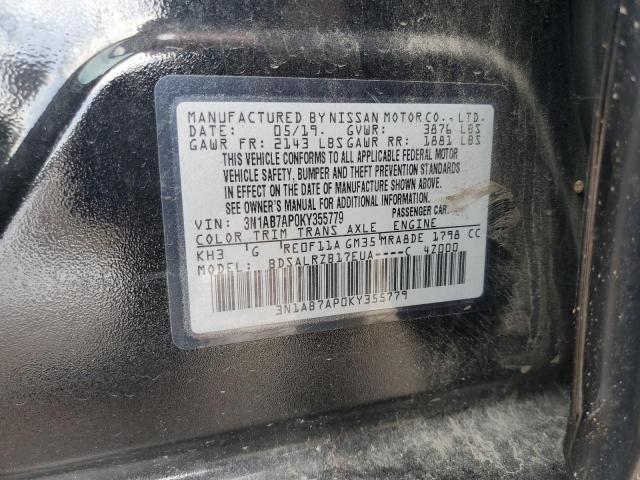 MANUFACTURED BY NISSAN MOTOR CO., LTD.
DATE: 05/19. GVWR: 3876 LBS
GAWR FR: 2143 LBS GAWR RR: 1881 LBS
THIS VEHICLE CONFORMS TO ALL APPLICABLE FEDERAL MOTOR
VEHICLE SAFETY, BUMPER AND THEFT PREVENTION STANDARDS
IN EFFECT ON THE DATE OF MANUFACTURE SHOWN ABOVE.
SEE OWNER'S MANUAL FOR ADDITIONAL INFORMATION.
VIN: 3N1AB7AP0KY355779 PASSENGER CAR
COLOR TRIM TRANS AXLE ENGINE
KH3 G RE0F11A GM35 MRA8DE 1798 CC
MODEL: BDSALRZB17EUA----C 47000
3N1AB7AP0KY355779